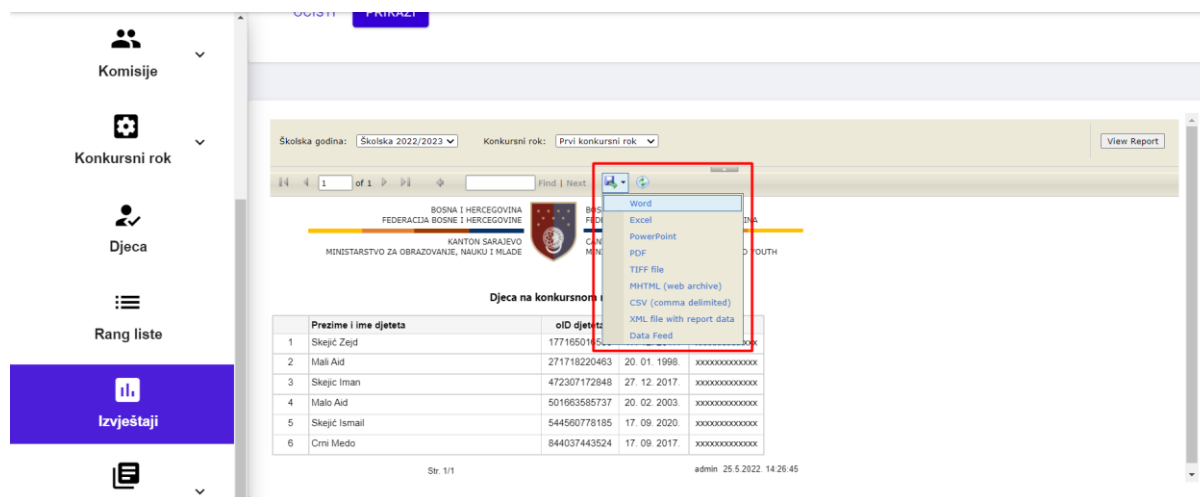 OČISTI PRIKAŽI
Komisije
Konkursni rok
Djeca
Rang liste
Izvještaji
Školska godina: Školska 2022/2023 Konkursni rok: Prvi konkursni rok View Report
1 of 1 Find | Next
Word
Excel
PowerPoint
PDF
TIFF file
MHTML (web archive)
CSV (comma delimited)
XML file with report data
Data Feed
BOSNA I HERCEGOVINA
FEDERACIJA BOSNE I HERCEGOVINE
KANTON SARAJEVO
MINISTARSTVO ZA OBRAZOVANJE, NAUKU I MLADE
Djeca na konkursnom
Prezime i ime djeteta oID djeteta
1 Skejić Zejd
2 Mali Aid 271718220463 20. 01. 1998. xxxxxxxxxxxxx
3 Skejic Iman 472307172848 27. 12. 2017. xxxxxxxxxxxxx
4 Malo Aid 501663585737 20. 02. 2003. xxxxxxxxxxxxx
5 Skejić Ismail 544560778185 17. 09. 2020. xxxxxxxxxxxxx
6 Crni Medo 844037443524 17. 09. 2017. xxxxxxxxxxxxx
Str. 1/1 admin 25.5.2022. 14:26:45